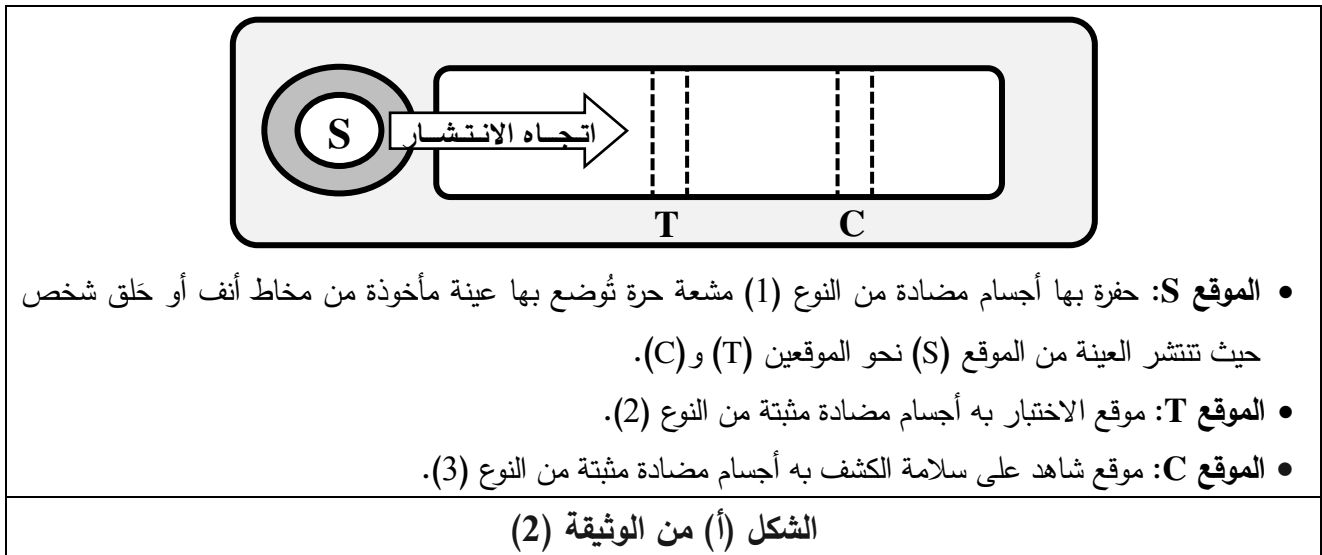 S
اتجاه الانتشار
T C
• الموقع S: حفرة بها أجسام مضادة من النوع (1) مشعة حرة تُوضع بها عينة مأخوذة من مخاط أنف أو حَلق شخص
حيث تنتشر العينة من الموقع (S) نحو الموقعين (T) و(C).
• الموقع T: موقع الاختبار به أجسام مضادة مثبتة من النوع (2).
• الموقع C: موقع شاهد على سلامة الكشف به أجسام مضادة مثبتة من النوع (3).
الشكل (أ) من الوثيقة (2)